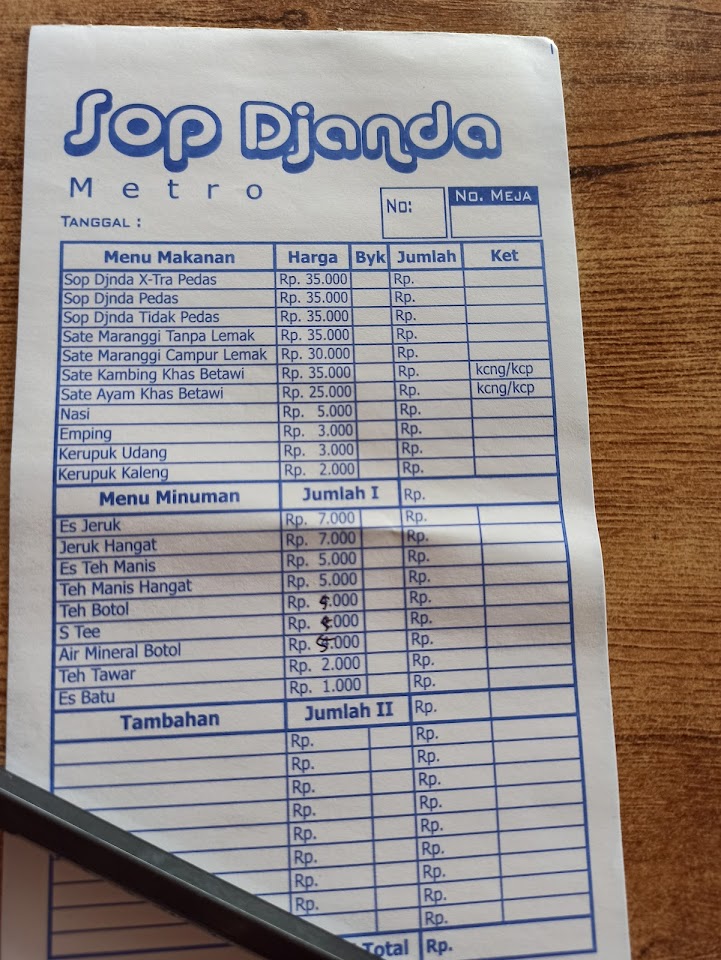 Sop Djanda
Metro
TANGGAL :
No:
NO. MEJA
Menu Makanan Harga Byk Jumlah Ket
Sop Djnda X-Tra Pedas Rp. 35.000 Rp.
Sop Djnda Pedas Rp. 35.000 Rp.
Sop Djnda Tidak Pedas Rp. 35.000 Rp.
Sate Maranggi Tanpa Lemak Rp. 35.000 Rp.
Sate Maranggi Campur Lemak Rp. 30.000 Rp.
Sate Kambing Khas Betawi Rp. 35.000 Rp. kcng/kcp
Sate Ayam Khas Betawi Rp. 25.000 Rp. kcng/kcp
Nasi Rp. 5.000 Rp.
Emping Rp. 3.000 Rp.
Kerupuk Udang Rp. 3.000 Rp.
Kerupuk Kaleng Rp. 2.000 Rp.
Menu Minuman Jumlah I Rp.
Es Jeruk Rp. 7.000 Rp.
Jeruk Hangat Rp. 7.000 Rp.
Es Teh Manis Rp. 5.000 Rp.
Teh Manis Hangat Rp. 5.000 Rp.
Teh Botol Rp. 5.000 Rp.
S Tee Rp. Rp.
Air Mineral Botol Rp. 5.000 Rp.
Teh Tawar Rp. 2.000 Rp.
Es Batu Rp. 1.000 Rp.
Tambahan Jumlah II Rp.
Rp. Rp.
Rp. Rp.
Rp. Rp.
Rp. Rp.
Rp. Rp.
Rp. Rp.
Rp. Rp.
Rp. Rp.
Rp.
Total Rp.